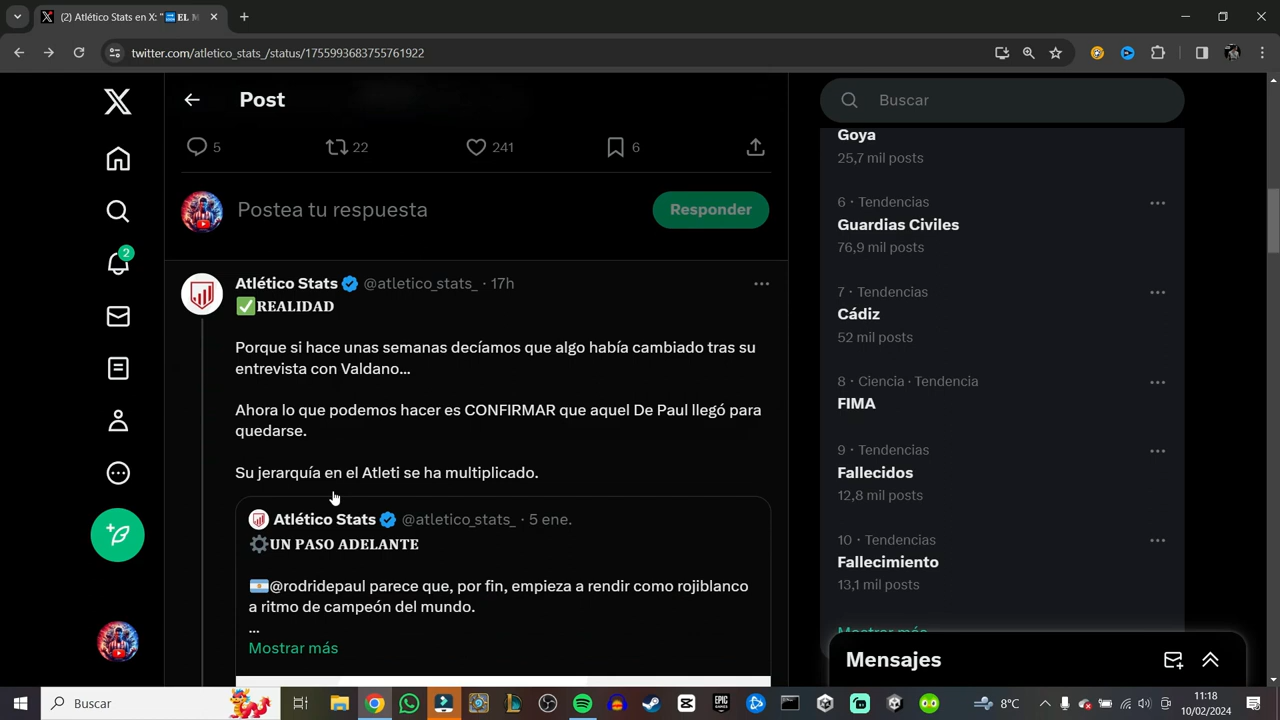 (2) Atlético Stats en X: "🔜EL M
twitter.com/atletico_stats_/status/1755993683755761922
Post
Buscar
5
22
241
6
Postea tu respuesta
Responder
Atlético Stats @atletico_stats_ · 17h
✅REALIDAD
Porque si hace unas semanas decíamos que algo había cambiado tras su
entrevista con Valdano...
Ahora lo que podemos hacer es CONFIRMAR que aquel De Paul llegó para
quedarse.
Su jerarquía en el Atleti se ha multiplicado.
Atlético Stats @atletico_stats_ · 5 ene.
⚙️UN PASO ADELANTE
🇦🇷@rodridepaul parece que, por fin, empieza a rendir como rojiblanco
a ritmo de campeón del mundo.
...
Mostrar más
2
Goya
25,7 mil posts
6 · Tendencias
Guardias Civiles
76,9 mil posts
7 · Tendencias
Cádiz
52 mil posts
8 · Ciencia · Tendencia
FIMA
9 · Tendencias
Fallecidos
12,8 mil posts
10 · Tendencias
Fallecimiento
13,1 mil posts
Mostrar más
Mensajes
Buscar
8°C
11:18
10/02/2024